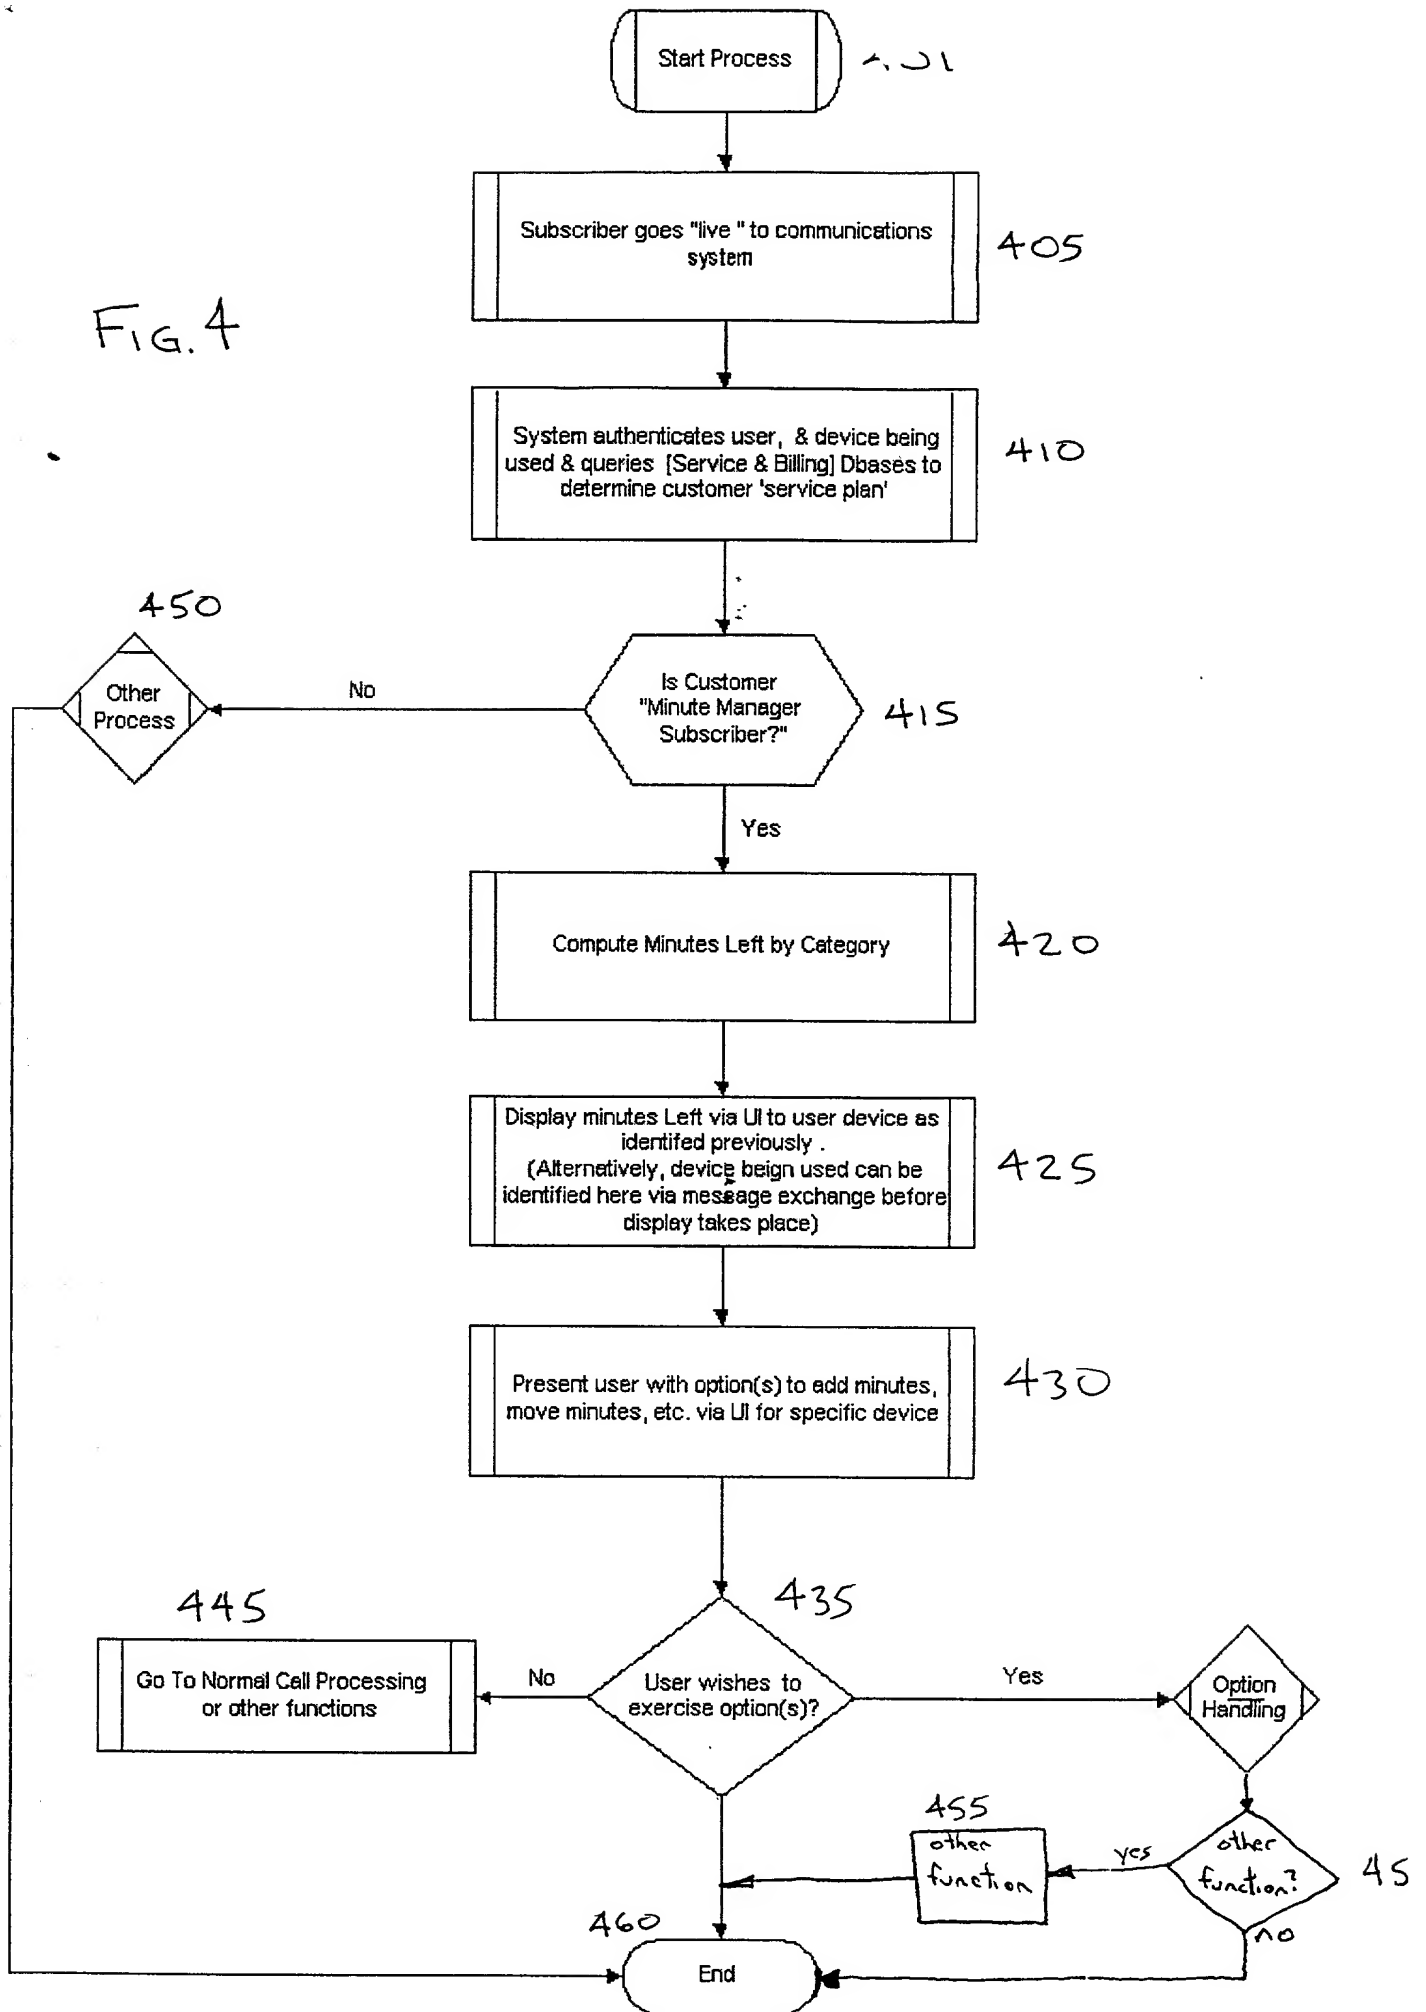 Start Process
Subscriber goes "live " to communications
system
405
FIG. 4
System authenticates user, & device being
used & queries [Service & Billing] Dbases to
determine customer 'service plan'
410
450
Other
Process
No
Is Customer
"Minute Manager
Subscriber?"
415
Yes
Compute Minutes Left by Category
420
Display minutes Left via UI to user device as
identifed previously .
(Alternatively, device beign used can be
identified here via message exchange before
display takes place)
425
Present user with option(s) to add minutes,
move minutes, etc. via UI for specific device
430
435
445
Go To Normal Call Processing
or other functions
No
User wishes to
exercise option(s)?
Yes
Option
Handling
455
other
function
yes
other
function?
45
no
460
End